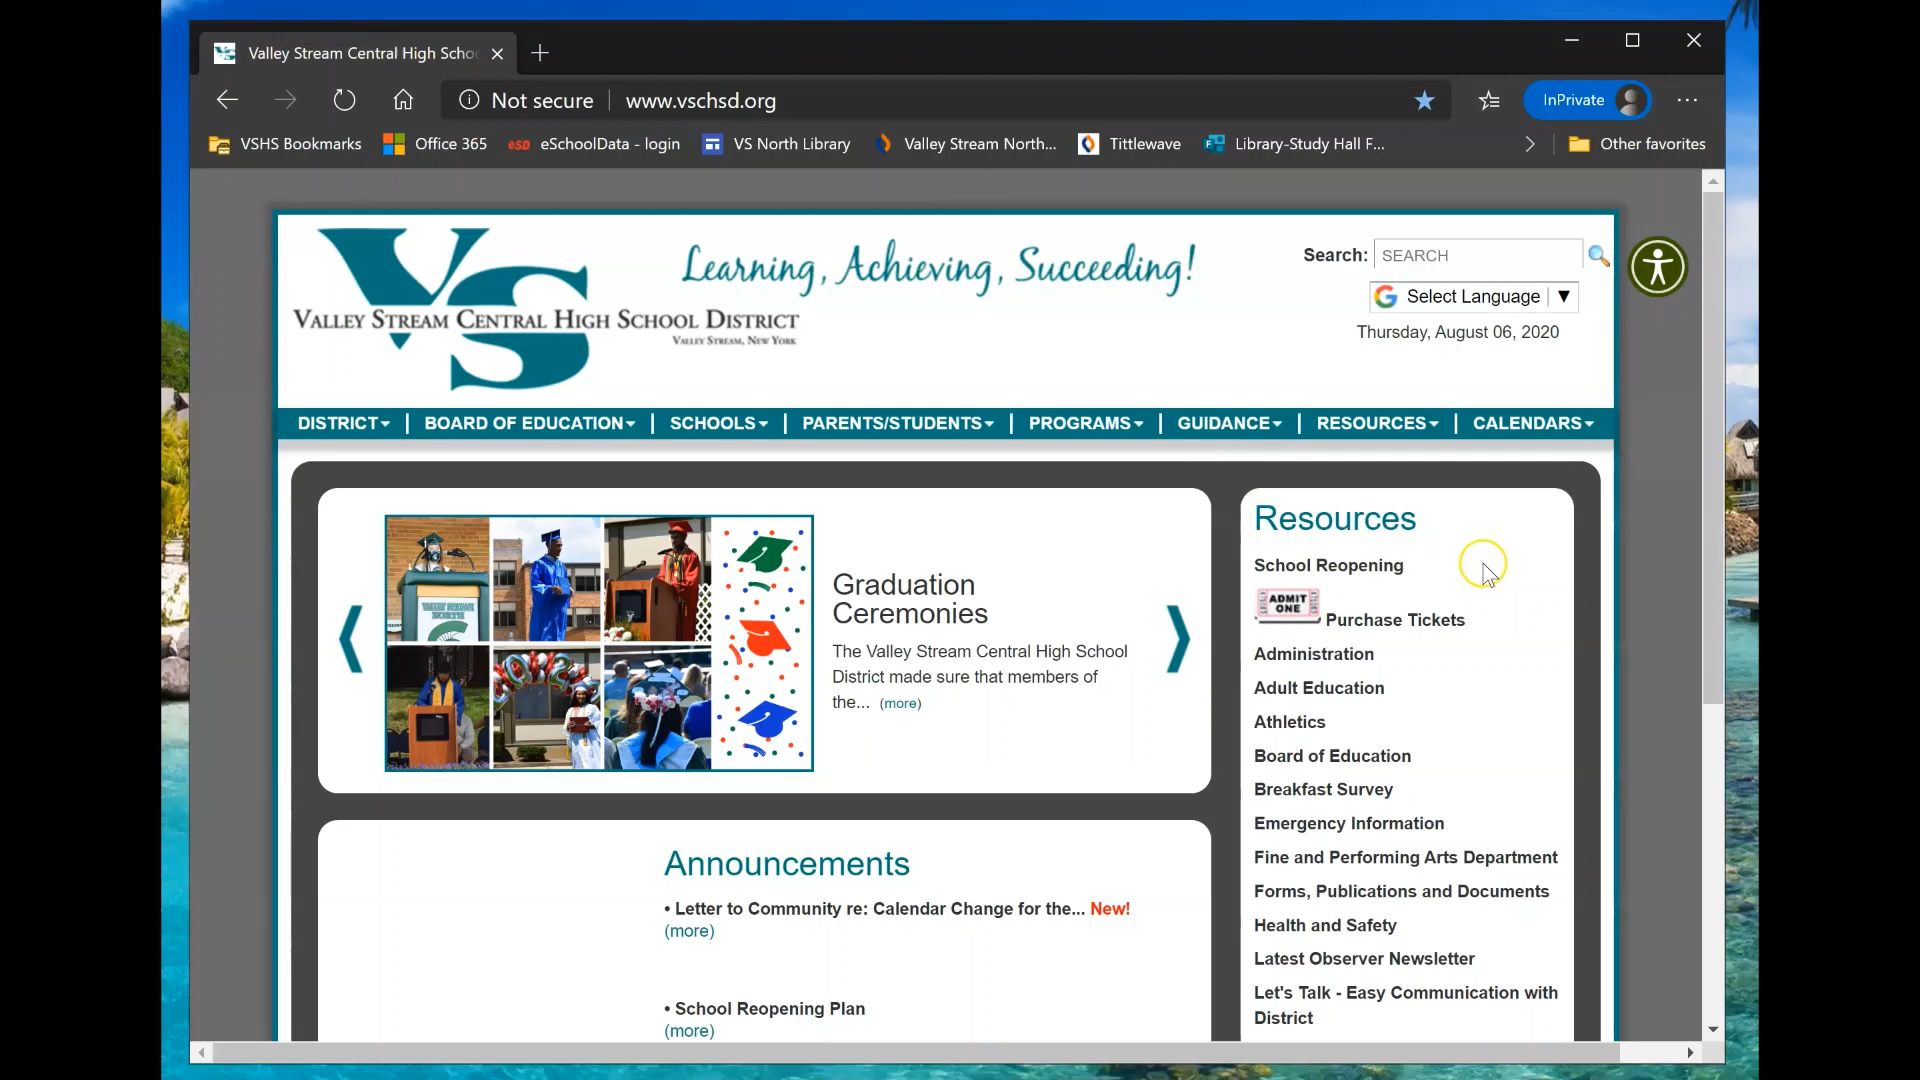 Valley Stream Central High Scho
Not secure
www.vschsd.org
InPrivate
VSHS Bookmarks
Office 365
eSchoolData - login
VS North Library
Valley Stream North...
Tittlewave
Library-Study Hall F...
Other favorites
VS
VALLEY STREAM CENTRAL HIGH SCHOOL DISTRICT
VALLEY STREAM, NEW YORK
Learning, Achieving, Succeeding!
Search: SEARCH
Select Language ▼
Thursday, August 06, 2020
DISTRICT | BOARD OF EDUCATION | SCHOOLS | PARENTS/STUDENTS | PROGRAMS | GUIDANCE | RESOURCES | CALENDARS
Graduation
Ceremonies
The Valley Stream Central High School
District made sure that members of
the... (more)
Announcements
• Letter to Community re: Calendar Change for the... New!
(more)
• School Reopening Plan
(more)
Resources
School Reopening
ADMIT
ONE
Purchase Tickets
Administration
Adult Education
Athletics
Board of Education
Breakfast Survey
Emergency Information
Fine and Performing Arts Department
Forms, Publications and Documents
Health and Safety
Latest Observer Newsletter
Let's Talk - Easy Communication with
District